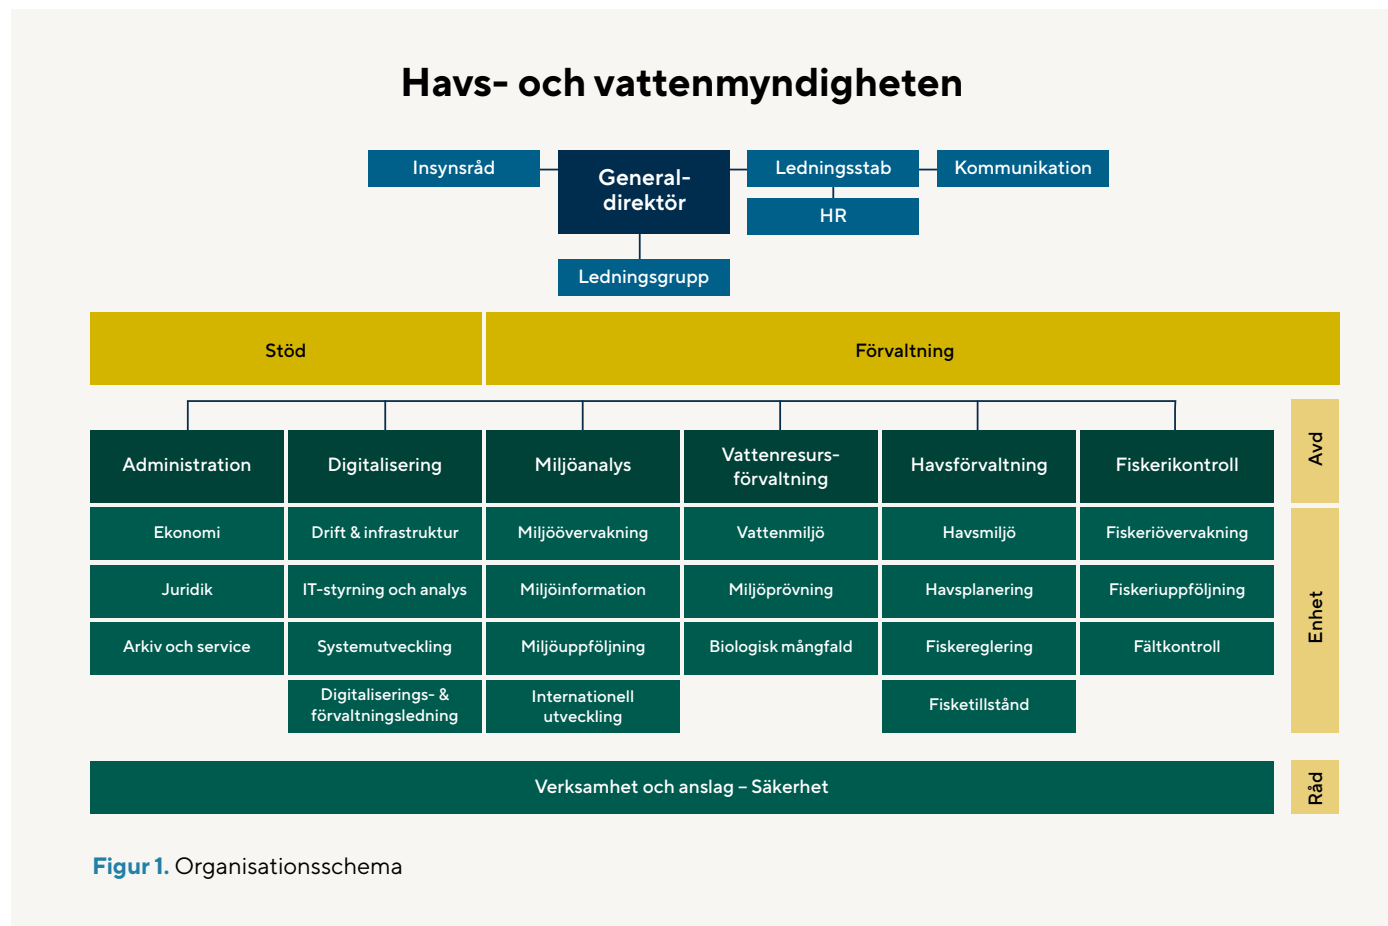 Havs- och vattenmyndigheten
Insynsråd
General-
direktör
Ledningsstab
Kommunikation
HR
Ledningsgrupp
Stöd
Förvaltning
Avd
Administration
Digitalisering
Miljöanalys
Vattenresurs-
förvaltning
Havsförvaltning
Fiskerikontroll
Enhet
Ekonomi
Drift & infrastruktur
Miljöövervakning
Vattenmiljö
Havsmiljö
Fiskeriövervakning
Juridik
IT-styrning och analys
Miljöinformation
Miljöprövning
Havsplanering
Fiskeriuppföljning
Arkiv och service
Systemutveckling
Miljöuppföljning
Biologisk mångfald
Fiskereglering
Fältkontroll
Digitaliserings- &
förvaltningsledning
Internationell
utveckling
Fisketillstånd
Verksamhet och anslag – Säkerhet
Råd
Figur 1. Organisationsschema